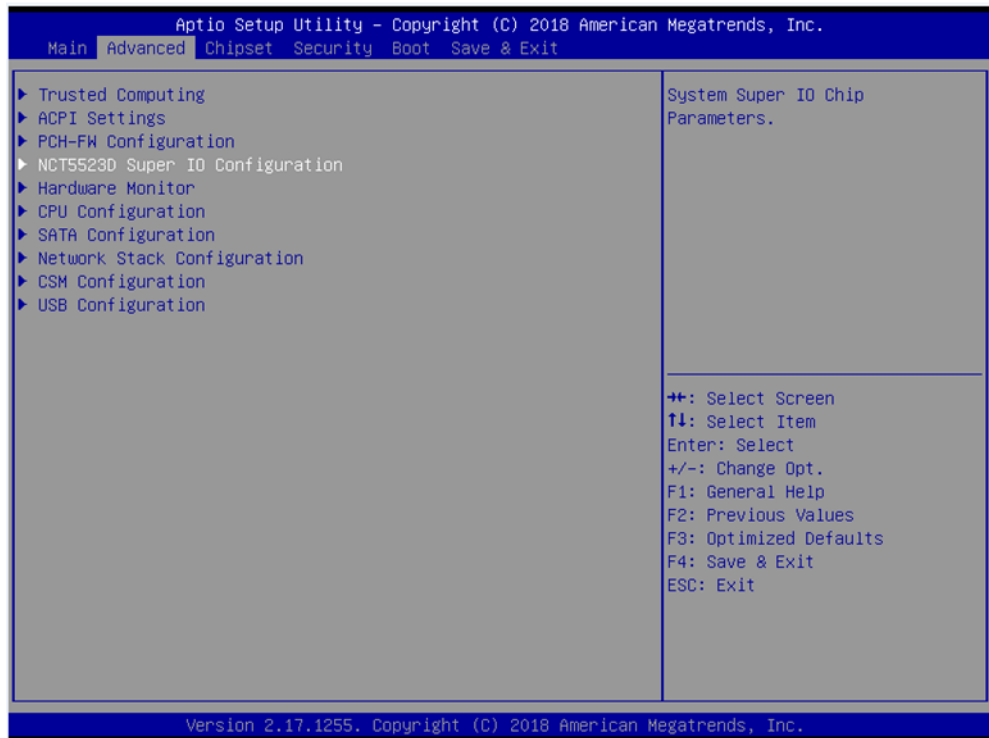 Aptio Setup Utility – Copyright (C) 2018 American Megatrends, Inc.
Main Advanced Chipset Security Boot Save & Exit
▶ Trusted Computing
▶ ACPI Settings
▶ PCH-FW Configuration
▶ NCT5523D Super IO Configuration
▶ Hardware Monitor
▶ CPU Configuration
▶ SATA Configuration
▶ Network Stack Configuration
▶ CSM Configuration
▶ USB Configuration
System Super IO Chip
Parameters.
→←: Select Screen
↑↓: Select Item
Enter: Select
+/-: Change Opt.
F1: General Help
F2: Previous Values
F3: Optimized Defaults
F4: Save & Exit
ESC: Exit
Version 2.17.1255. Copyright (C) 2018 American Megatrends, Inc.